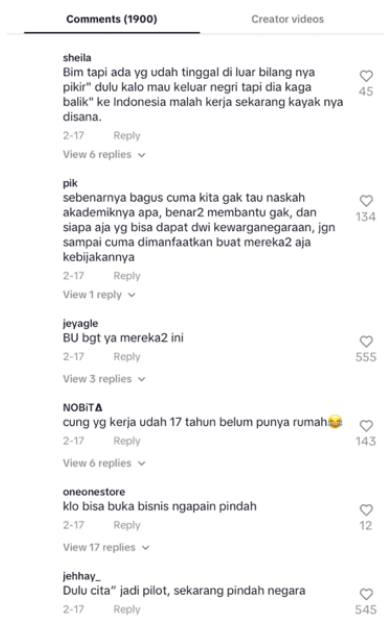 Comments (1900)
Creator videos
sheila
Bim tapi ada yg udah tinggal di luar bilang nya
pikir" dulu kalo mau keluar negri tapi dia kaga
balik" ke Indonesia malah kerja sekarang kayak nya
disana.
45
2-17 Reply
View 6 replies
pik
sebenarnya bagus cuma kita gak tau naskah
akademiknya apa, benar2 membantu gak, dan
siapa aja yg bisa dapat dwi kewarganegaraan, jgn
sampai cuma dimanfaatkan buat mereka2 aja
kebijakannya
134
2-17 Reply
View 1 reply
jeyagle
BU bgt ya mereka2 ini
555
2-17 Reply
View 3 replies
NOBiTΔ
cung yg kerja udah 17 tahun belum punya rumah😂
143
2-17 Reply
View 6 replies
oneonestore
klo bisa buka bisnis ngapain pindah
12
2-17 Reply
View 17 replies
jehhay_
Dulu cita" jadi pilot, sekarang pindah negara
545
2-17 Reply